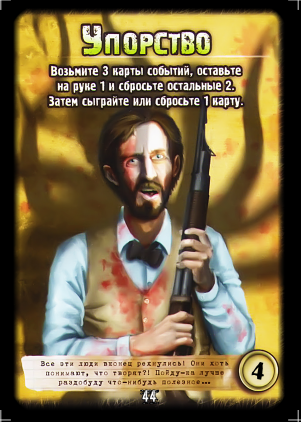 Упорство
Возьмите 3 карты событий, оставьте
на руке 1 и сбросьте остальные 2.
Затем сыграйте или сбросьте 1 карту.
Все эти люди вконец рехнулись! Они хоть
понимают, что творят?! Пойду-ка лучше
раздобуду что-нибудь полезное...
4
44